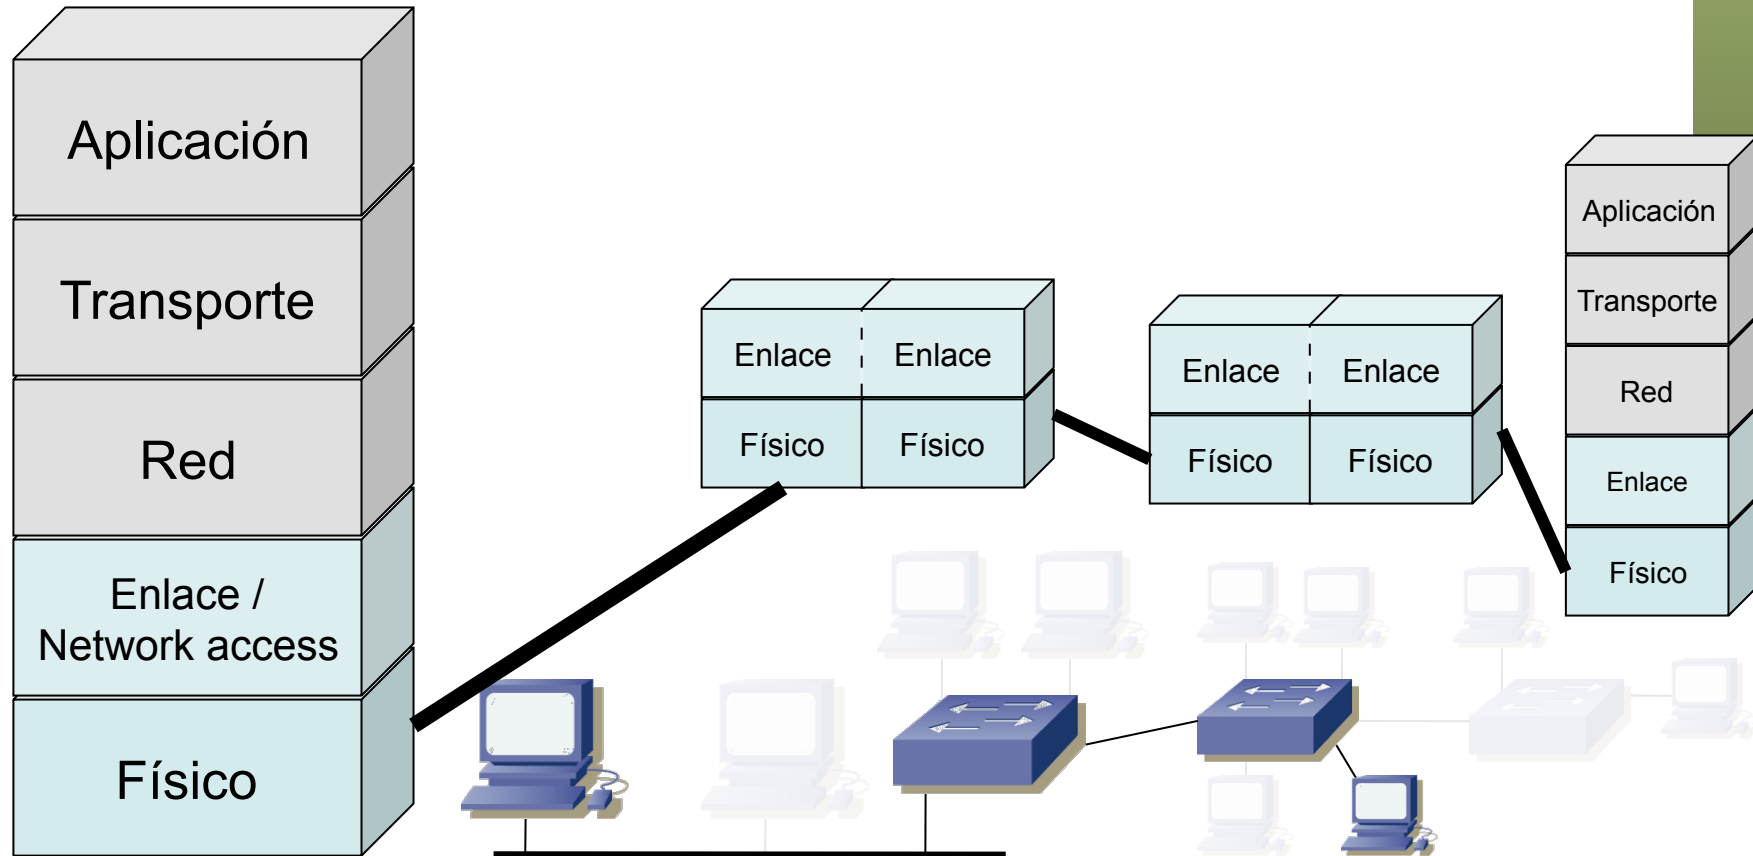 Aplicación
Transporte
Red
Enlace /
Network access
Físico
Enlace Enlace
Físico Físico
Enlace Enlace
Físico Físico
Aplicación
Transporte
Red
Enlace
Físico